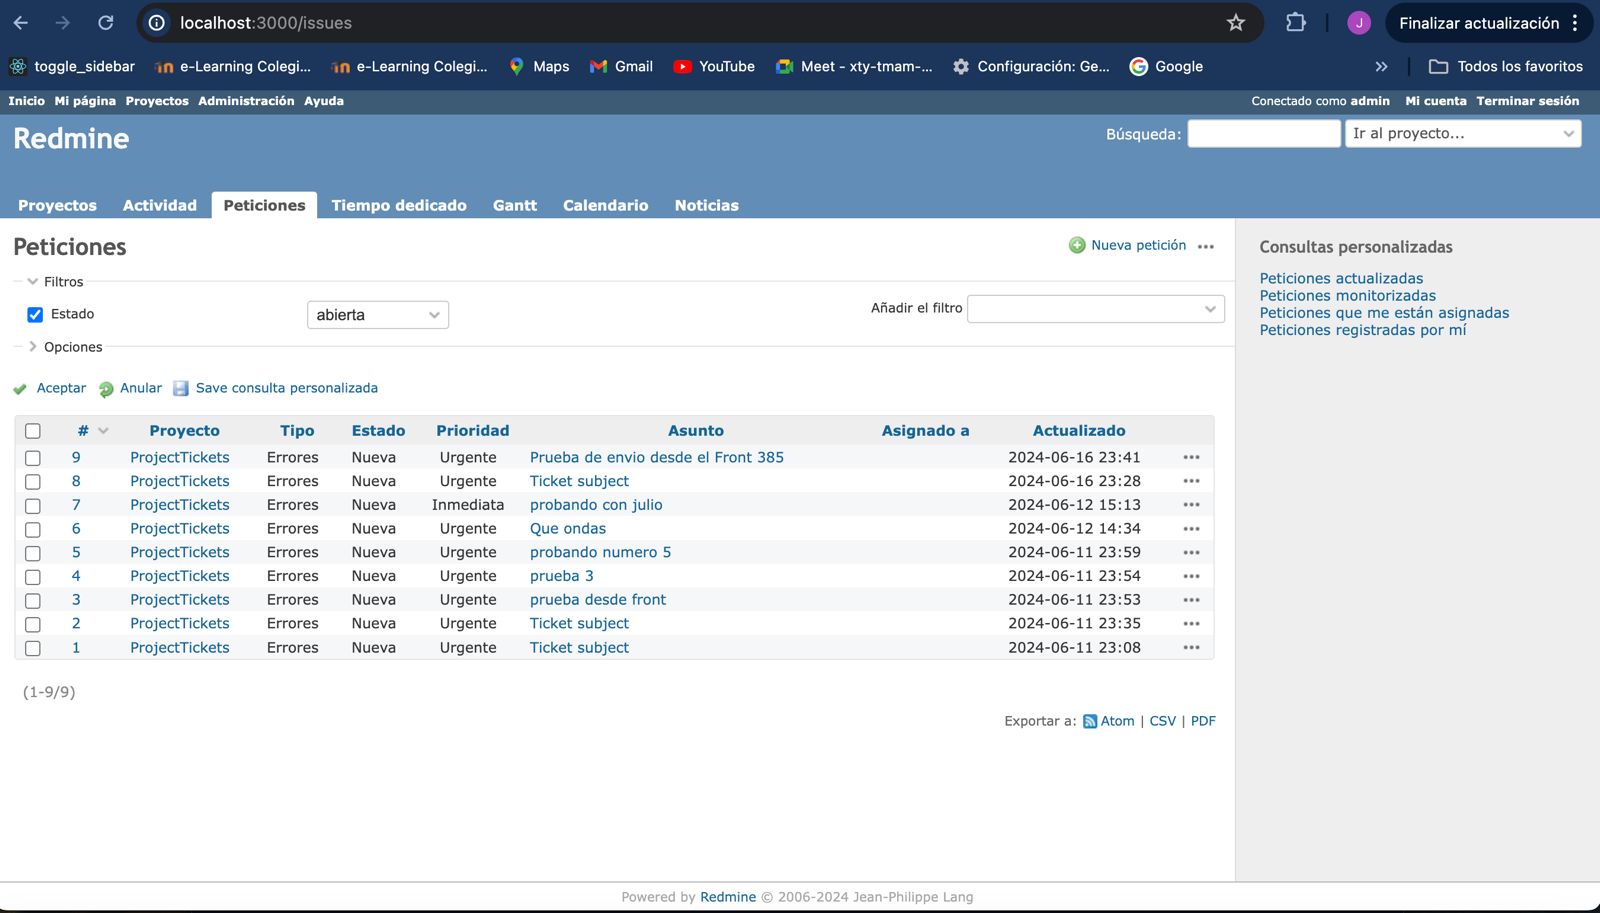 localhost:3000/issues
J
Finalizar actualización
toggle_sidebar
e-Learning Colegi...
e-Learning Colegi...
Maps
Gmail
YouTube
Meet - xty-tmam-...
Configuración: Ge...
Google
Todos los favoritos
Inicio Mi página Proyectos Administración Ayuda
Conectado como admin Mi cuenta Terminar sesión
Redmine
Búsqueda:
Ir al proyecto...
Proyectos Actividad Peticiones Tiempo dedicado Gantt Calendario Noticias
Peticiones
Nueva petición
Filtros
Estado
abierta
Añadir el filtro
Opciones
Aceptar Anular Save consulta personalizada
# Proyecto Tipo Estado Prioridad Asunto Asignado a Actualizado
9 ProjectTickets Errores Nueva Urgente Prueba de envio desde el Front 385 2024-06-16 23:41
8 ProjectTickets Errores Nueva Urgente Ticket subject 2024-06-16 23:28
7 ProjectTickets Errores Nueva Inmediata probando con julio 2024-06-12 15:13
6 ProjectTickets Errores Nueva Urgente Que ondas 2024-06-12 14:34
5 ProjectTickets Errores Nueva Urgente probando numero 5 2024-06-11 23:59
4 ProjectTickets Errores Nueva Urgente prueba 3 2024-06-11 23:54
3 ProjectTickets Errores Nueva Urgente prueba desde front 2024-06-11 23:53
2 ProjectTickets Errores Nueva Urgente Ticket subject 2024-06-11 23:35
1 ProjectTickets Errores Nueva Urgente Ticket subject 2024-06-11 23:08
(1-9/9)
Exportar a: Atom | CSV | PDF
Consultas personalizadas
Peticiones actualizadas
Peticiones monitorizadas
Peticiones que me están asignadas
Peticiones registradas por mí
Powered by Redmine © 2006-2024 Jean-Philippe Lang